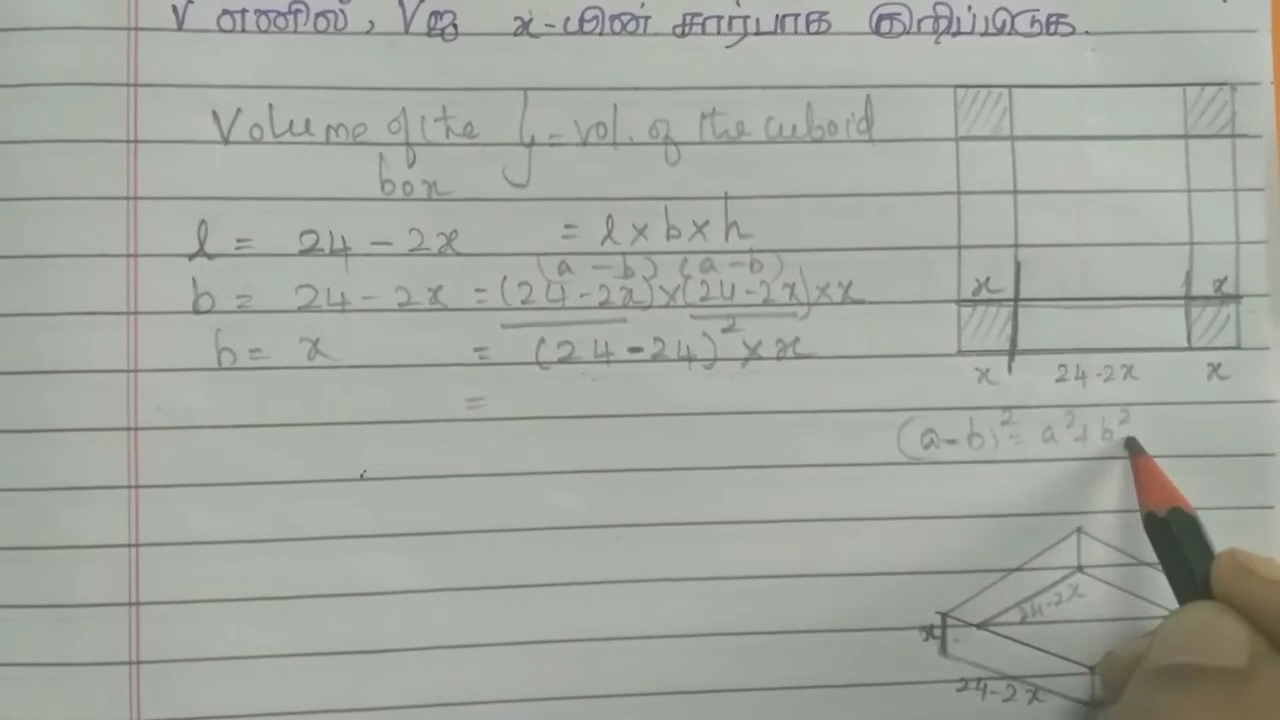 V எனில், Vஐ x-யின் சார்பாக குறிப்பிடுக.
Volume of the box } = vol. of the cuboid
l = 24 - 2x = l × b × h
(a - b) (a - b)
b = 24 - 2x = (24 - 2x) × (24 - 2x) × x
h = x = (24 - 24)² × x
=
x x
x 24-2x x
(a - b)² = a² + b²
24-2x
x
24-2x